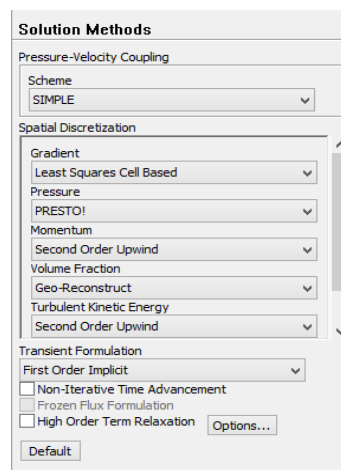 Solution Methods
Pressure-Velocity Coupling
Scheme
SIMPLE
Spatial Discretization
Gradient
Least Squares Cell Based
Pressure
PRESTO!
Momentum
Second Order Upwind
Volume Fraction
Geo-Reconstruct
Turbulent Kinetic Energy
Second Order Upwind
Transient Formulation
First Order Implicit
Non-Iterative Time Advancement
Frozen Flux Formulation
High Order Term Relaxation Options...
Default